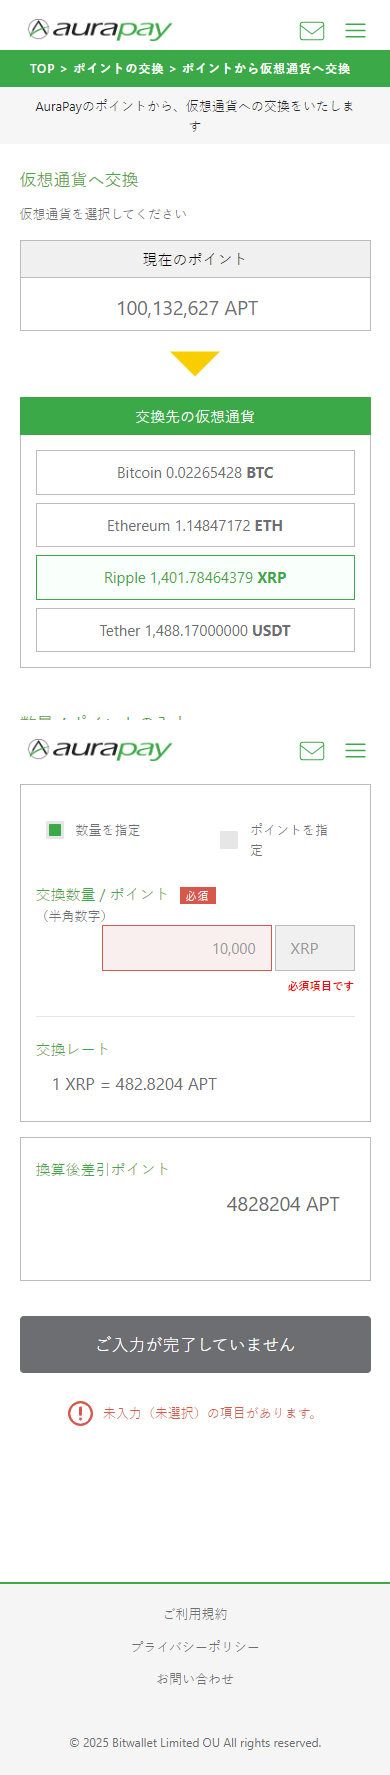 aurapay
TOP > ポイントの交換 > ポイントから仮想通貨へ交換
AuraPayのポイントから、仮想通貨への交換をいたしま
す
仮想通貨へ交換
仮想通貨を選択してください
現在のポイント
100,132,627 APT
交換先の仮想通貨
Bitcoin 0.02265428 BTC
Ethereum 1.14847172 ETH
Ripple 1,401.78464379 XRP
Tether 1,488.17000000 USDT
aurapay
数量を指定
ポイントを指
定
交換数量 / ポイント 必須
（半角数字）
10,000 XRP
必須項目です
交換レート
1 XRP = 482.8204 APT
換算後差引ポイント
4828204 APT
ご入力が完了していません
未入力（未選択）の項目があります。
ご利用規約
プライバシーポリシー
お問い合わせ
© 2025 Bitwallet Limited OU All rights reserved.